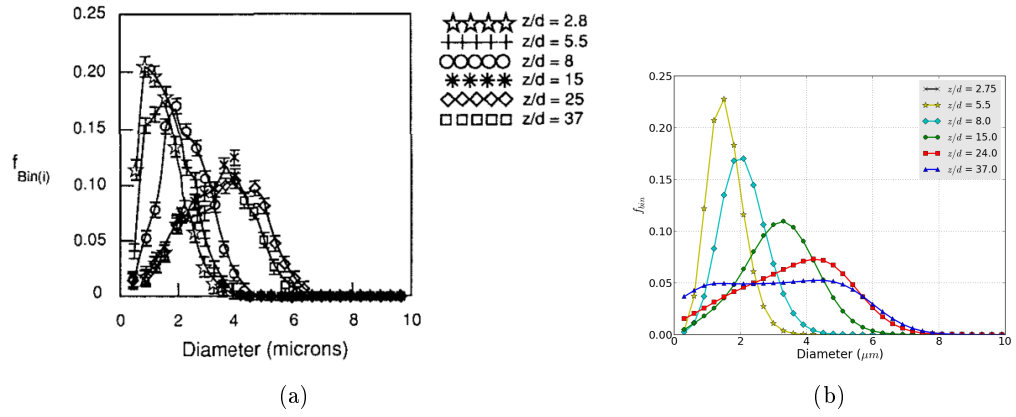 0.25
0.20
0.15
0.10
0.05
0
f
Bin(i)
0 2 4 6 8 10
Diameter (microns)
z/d = 2.8
z/d = 5.5
z/d = 8
z/d = 15
z/d = 25
z/d = 37
(a)
0.25
0.20
0.15
0.10
0.05
0.00
f_bin
0 2 4 6 8 10
Diameter (μm)
z/d = 2.75
z/d = 5.5
z/d = 8.0
z/d = 15.0
z/d = 24.0
z/d = 37.0
(b)